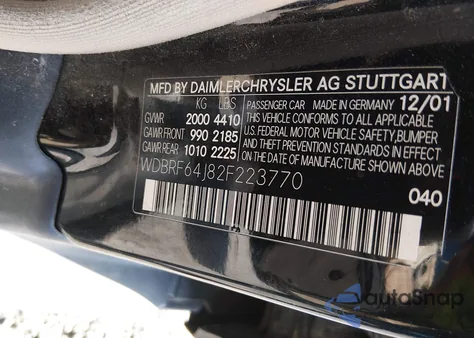 MFD BY DAIMLERCHRYSLER AG STUTTGART
KG LBS PASSENGER CAR MADE IN GERMANY 12/01
GVWR 2000 4410 THIS VEHICLE CONFORMS TO ALL APPLICABLE
GAWR FRONT 990 2185 U.S. FEDERAL MOTOR VEHICLE SAFETY, BUMPER
GAWR REAR 1010 2225 AND THEFT PREVENTION STANDARDS IN EFFECT
ON THE DATE OF MANUFACTURE SHOWN ABOVE
WDBRF64J82F223770
040
autaSnap